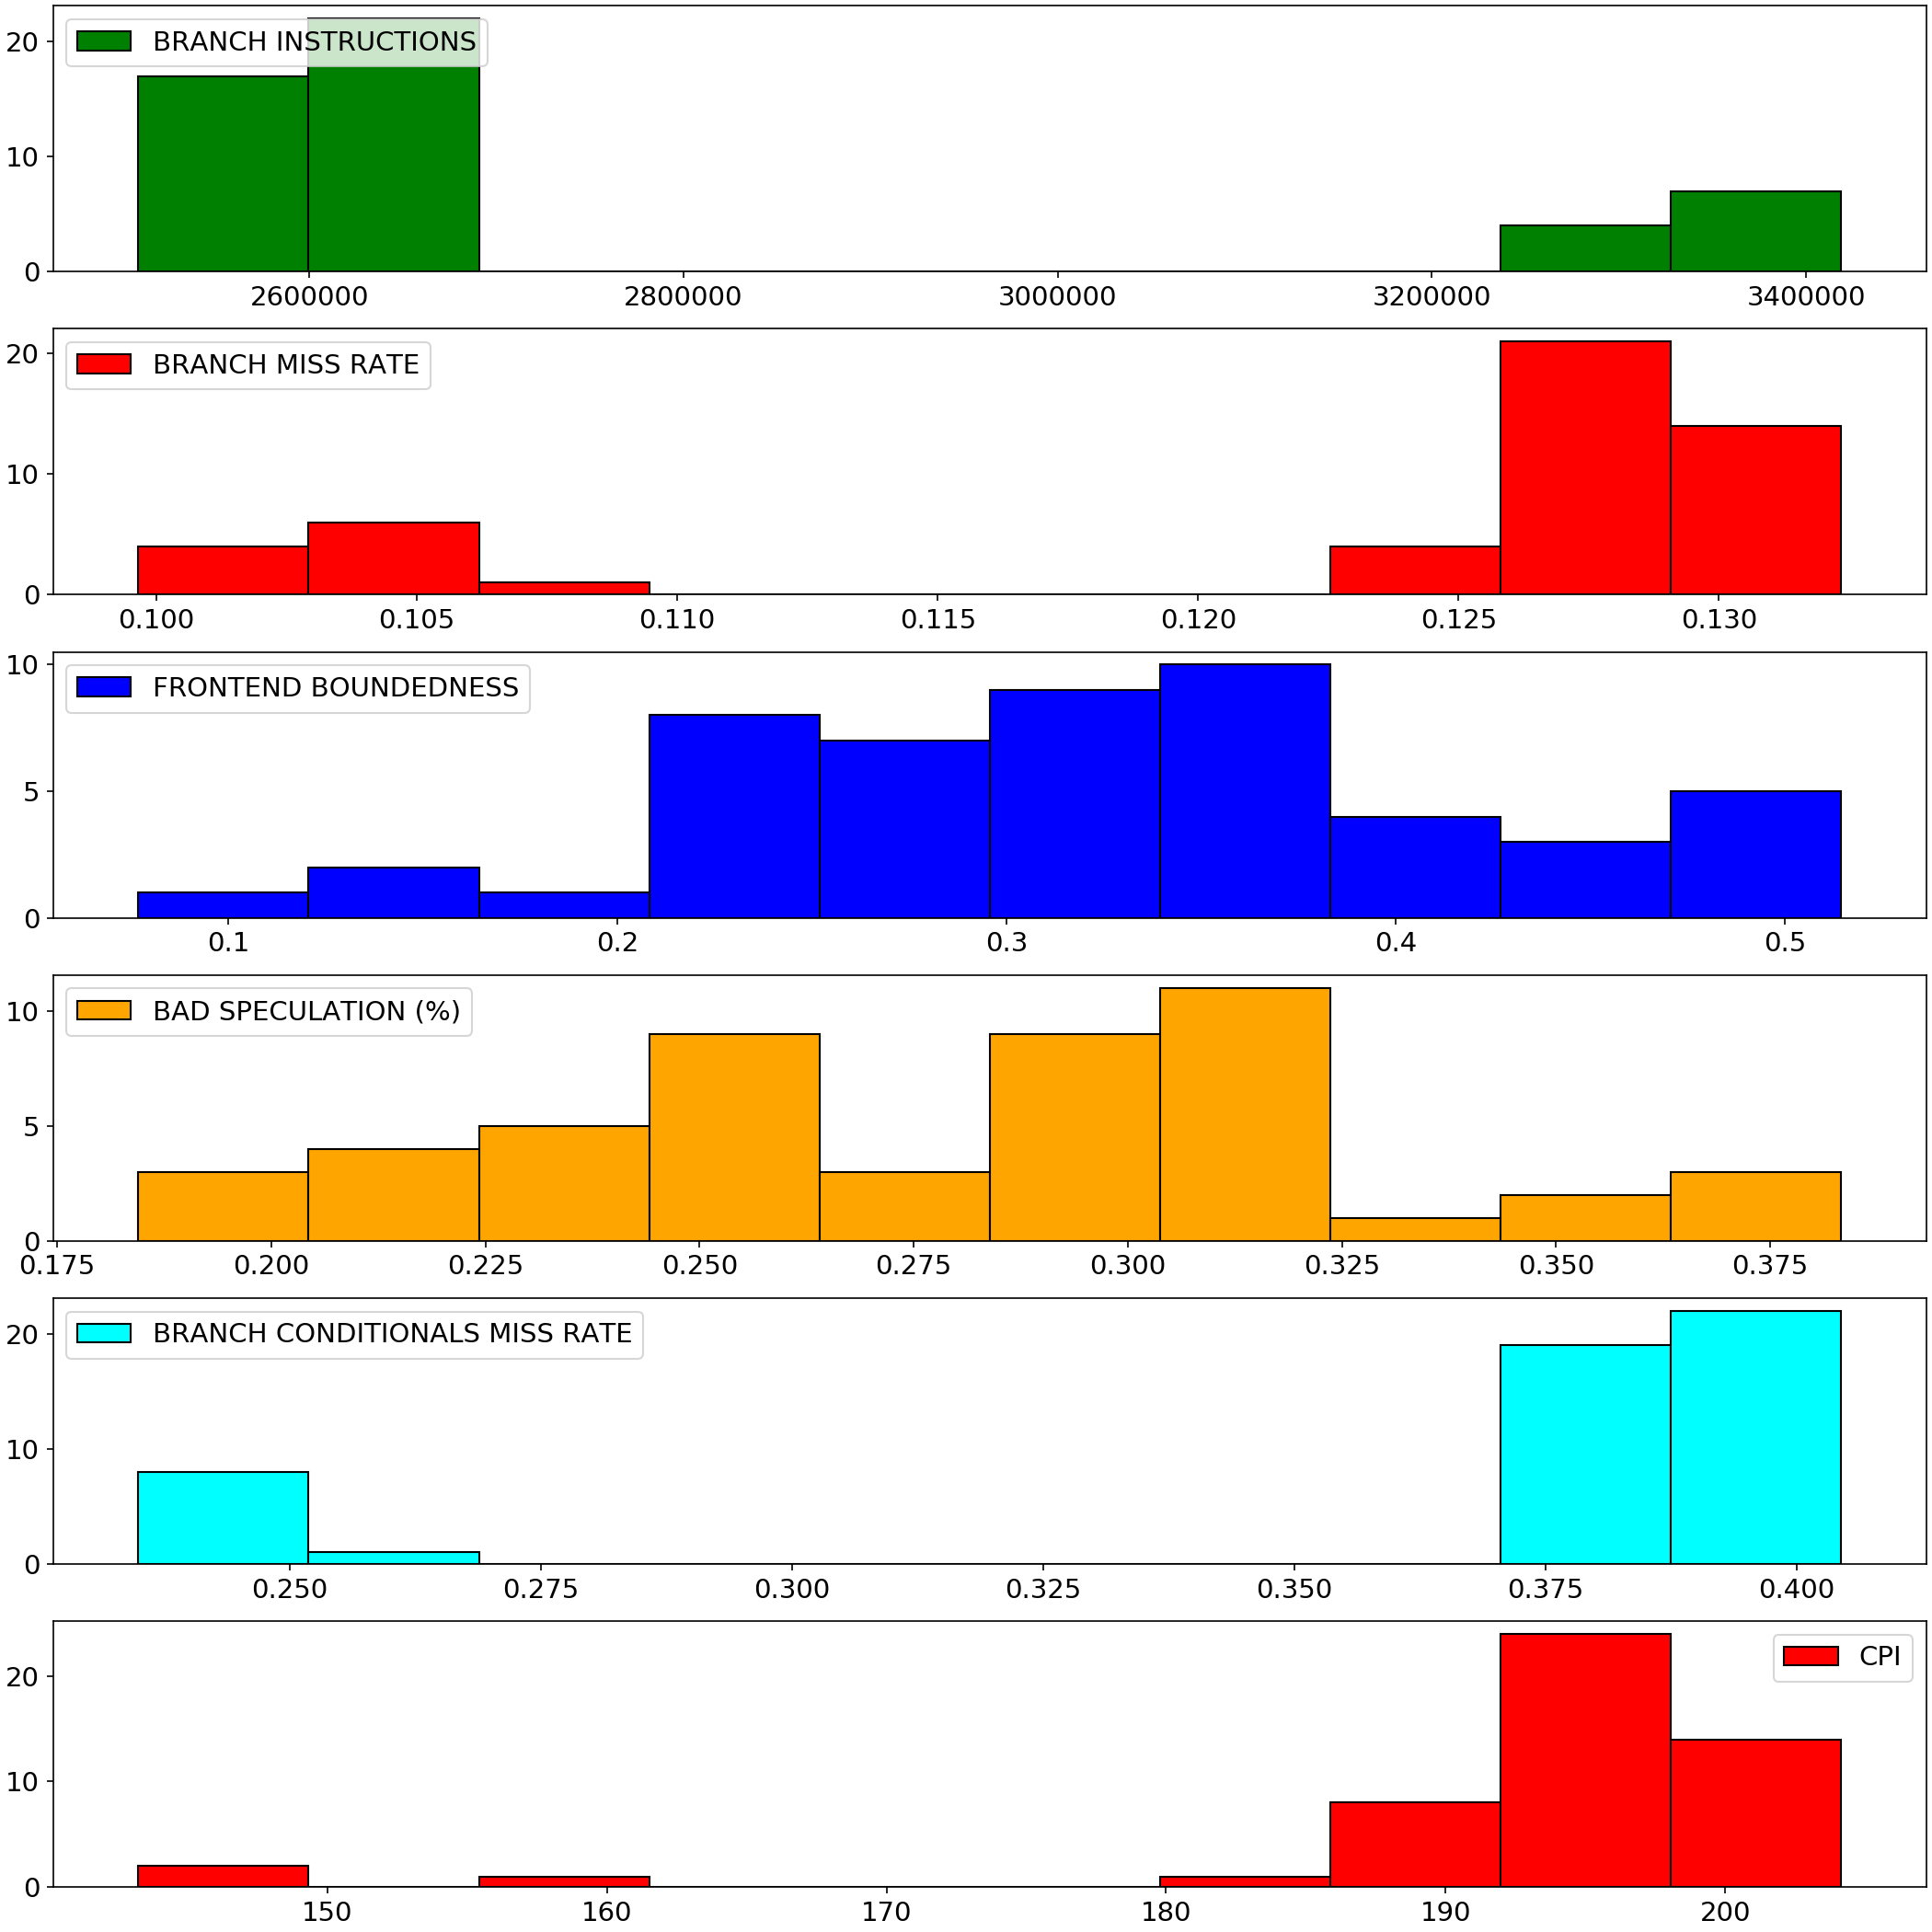 BRANCH INSTRUCTIONS
20
10
0
2600000 2800000 3000000 3200000 3400000
BRANCH MISS RATE
20
10
0
0.100 0.105 0.110 0.115 0.120 0.125 0.130
FRONTEND BOUNDEDNESS
10
5
0
0.1 0.2 0.3 0.4 0.5
BAD SPECULATION (%)
10
5
0
0.175 0.200 0.225 0.250 0.275 0.300 0.325 0.350 0.375
BRANCH CONDITIONALS MISS RATE
20
10
0
0.250 0.275 0.300 0.325 0.350 0.375 0.400
CPI
20
10
0
150 160 170 180 190 200